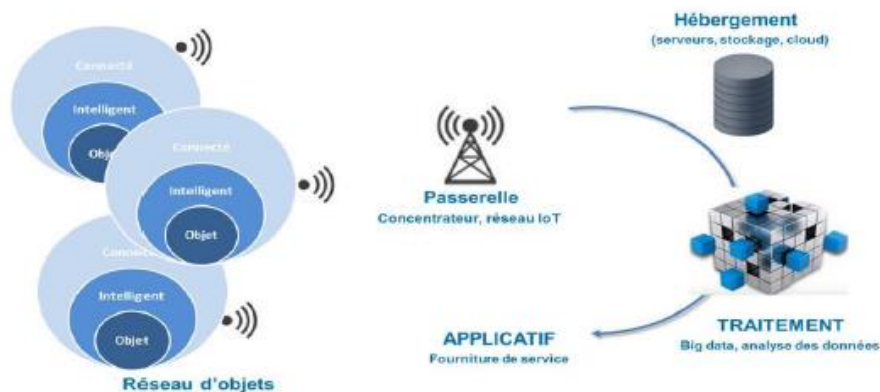 Connecté
Intelligent
Objet
Connecté
Intelligent
Objet
Connecté
Intelligent
Objet
Réseau d'objets
Passerelle
Concentrateur, réseau IoT
Hébergement
(serveurs, stockage, cloud)
TRAITEMENT
Big data, analyse des données
APPLICATIF
Fourniture de service